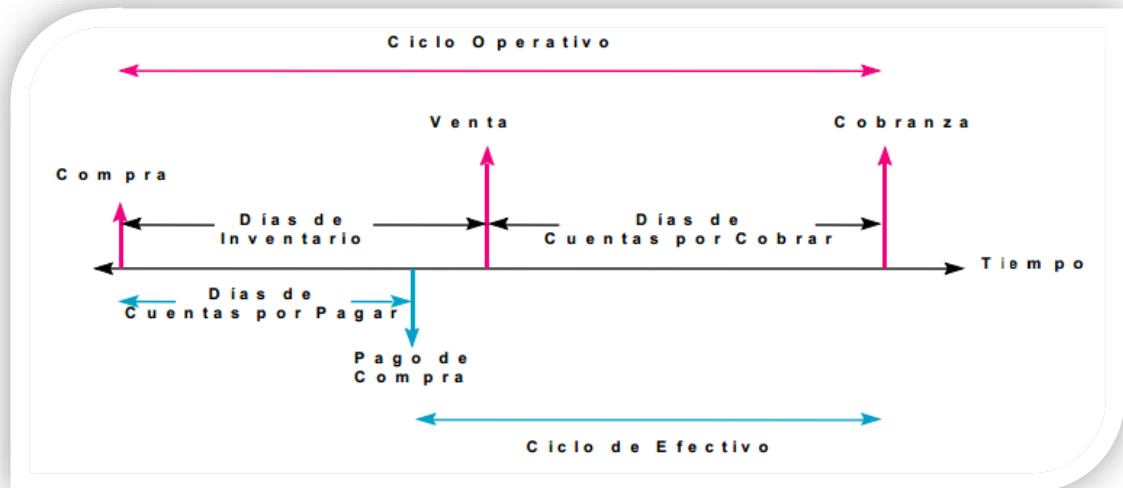 Ciclo Operativo
Venta
Cobranza
Compra
Días de
Inventario
Días de
Cuentas por Cobrar
Tiempo
Días de
Cuentas por Pagar
Pago de
Compra
Ciclo de Efectivo